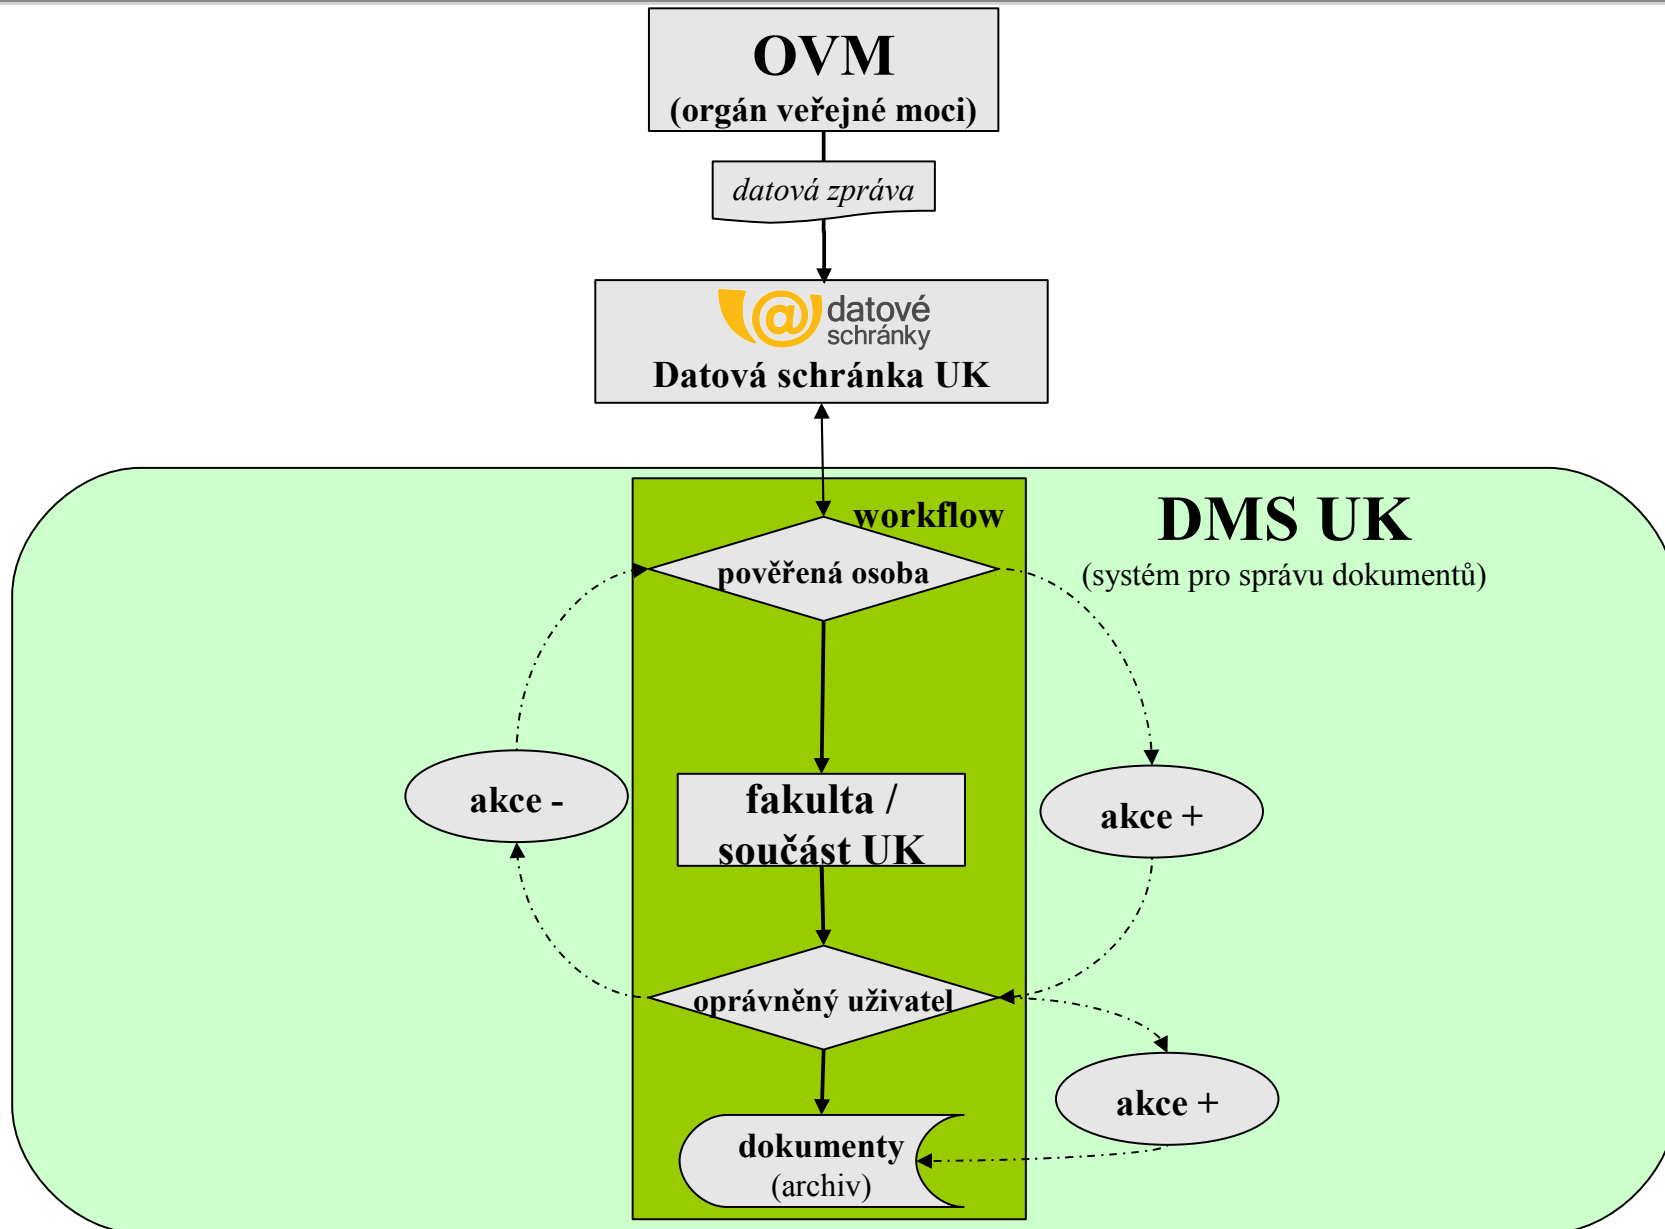 OVM
(orgán veřejné moci)
datová zpráva
@ datové
schránky
Datová schránka UK
workflow
DMS UK
(systém pro správu dokumentů)
pověřená osoba
akce -
fakulta /
součást UK
akce +
oprávněný uživatel
akce +
dokumenty
(archiv)